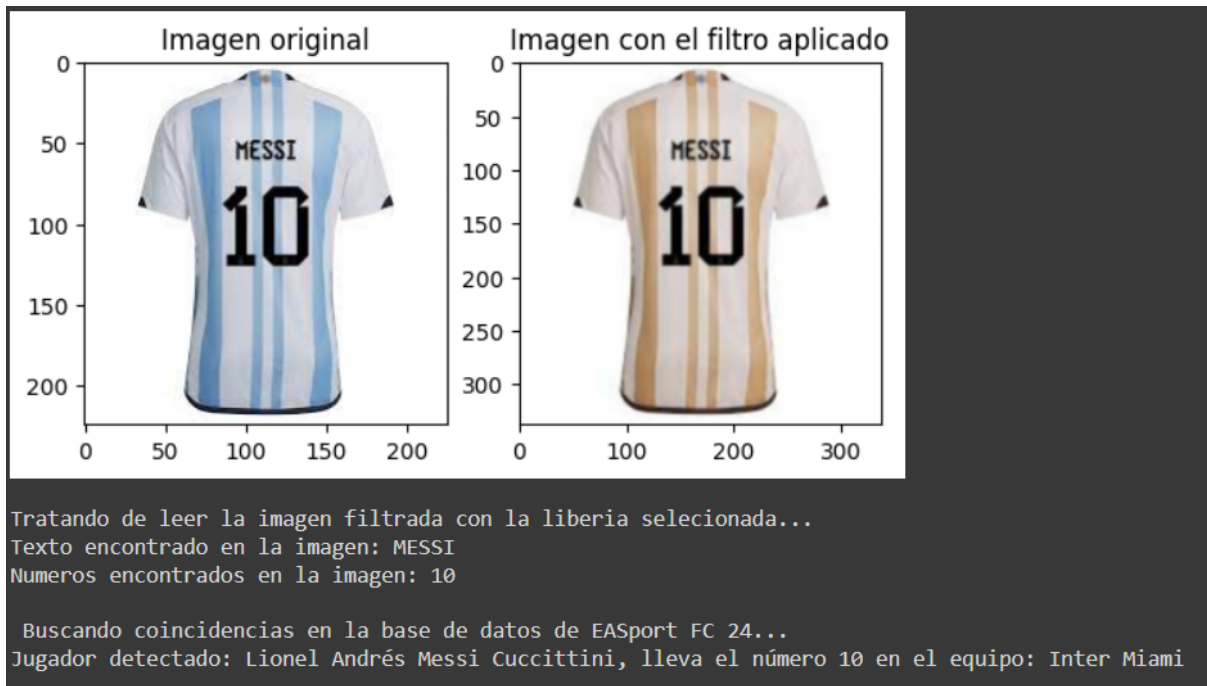 Imagen original
Imagen con el filtro aplicado
0
50
100
150
200
0
50
100
150
200
MESSI
10
0
50
100
150
200
250
300
0
100
200
300
MESSI
10
Tratando de leer la imagen filtrada con la liberia selecionada...
Texto encontrado en la imagen: MESSI
Numeros encontrados en la imagen: 10
Buscando coincidencias en la base de datos de EASport FC 24...
Jugador detectado: Lionel Andrés Messi Cuccittini, lleva el número 10 en el equipo: Inter Miami